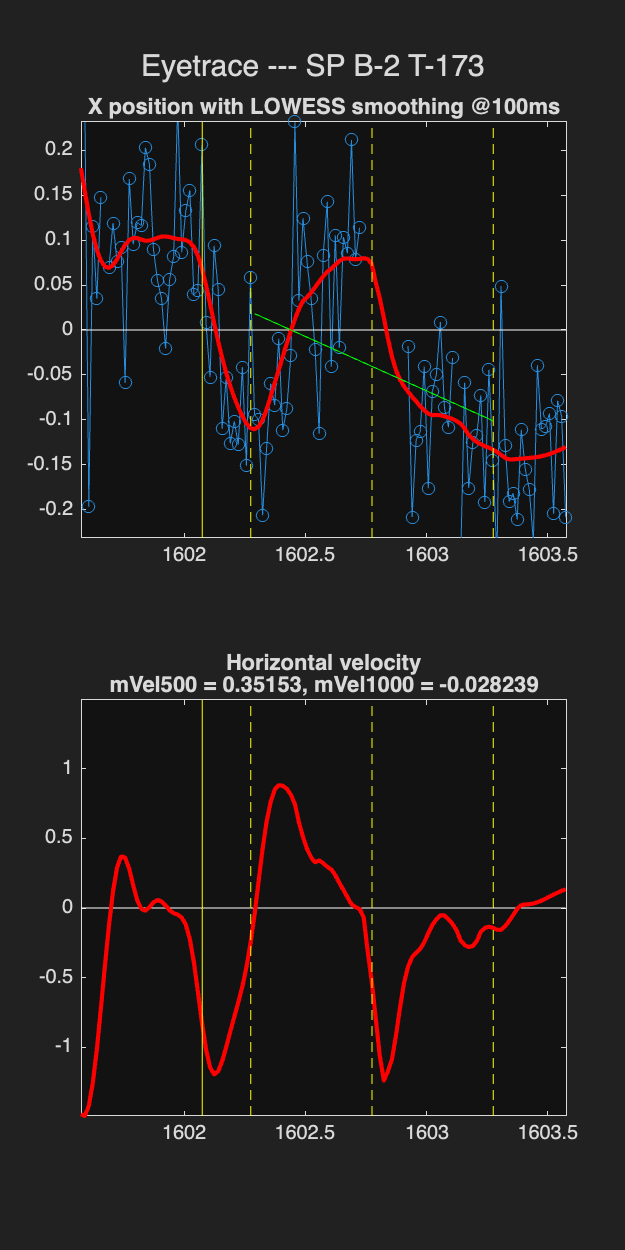 Eyetrace --- SP B-2 T-173
X position with LOWESS smoothing @100ms
0.2
0.15
0.1
0.05
0
-0.05
-0.1
-0.15
-0.2
1602 1602.5 1603 1603.5
Horizontal velocity
mVel500 = 0.35153, mVel1000 = -0.028239
1
0.5
0
-0.5
-1
1602 1602.5 1603 1603.5